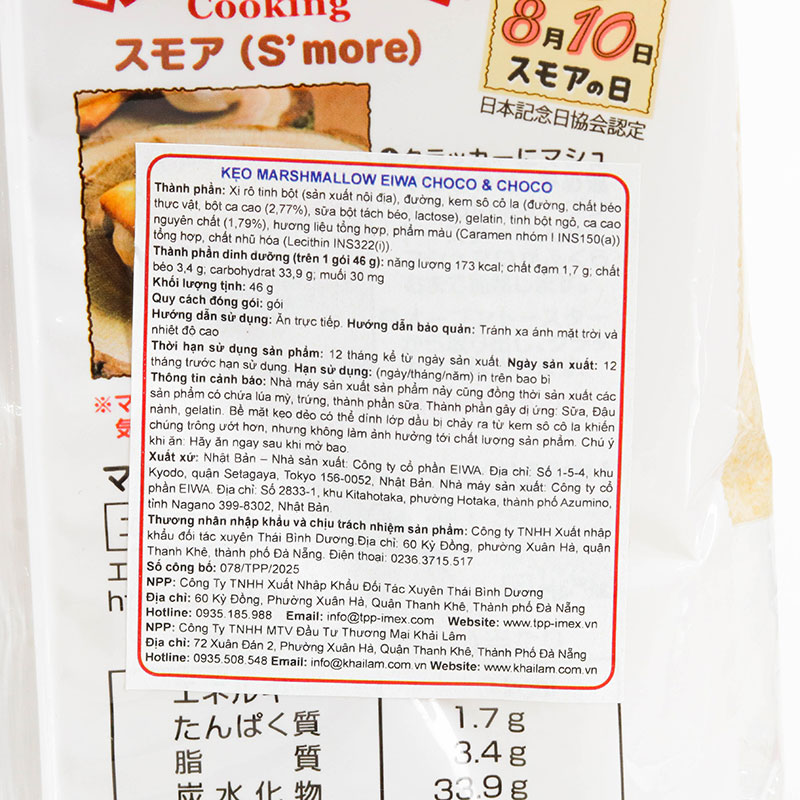 Cooking
スモア (S'more)
8月10日
スモアの日
日本記念日協会認定
クラッカーにマシュ
KẸO MARSHMALLOW EIWA CHOCO & CHOCO
Thành phần: Xi rô tinh bột (sản xuất nội địa), đường, kem sô cô la (đường, chất béo
thực vật, bột ca cao (2,77%), sữa bột tách béo, lactose), gelatin, tinh bột ngô, ca cao
nguyên chất (1,79%), hương liệu tổng hợp, phẩm màu (Caramen nhóm I INS150(a))
tổng hợp, chất nhũ hóa (Lecithin INS322(i)).
Thành phần dinh dưỡng (trên 1 gói 46 g): năng lượng 173 kcal; chất đạm 1,7 g; chất
béo 3,4 g; carbohydrat 33,9 g; muối 30 mg
Khối lượng tịnh: 46 g
Quy cách đóng gói: gói
Hướng dẫn sử dụng: Ăn trực tiếp. Hướng dẫn bảo quản: Tránh xa ánh mặt trời và
nhiệt độ cao
Thời hạn sử dụng sản phẩm: 12 tháng kể từ ngày sản xuất. Ngày sản xuất: 12
tháng trước hạn sử dụng. Hạn sử dụng: (ngày/tháng/năm) in trên bao bì
Thông tin cảnh báo: Nhà máy sản xuất sản phẩm này cũng đồng thời sản xuất các
sản phẩm có chứa lúa mỳ, trứng, thành phần sữa. Thành phần gây dị ứng: Sữa, Đậu
nành, gelatin. Bề mặt kẹo dẻo có thể dính lớp dầu bị chảy ra từ kem sô cô la khiến
chúng trông ướt hơn, nhưng không làm ảnh hưởng tới chất lượng sản phẩm. Chú ý
khi ăn: Hãy ăn ngay sau khi mở bao.
Xuất xứ: Nhật Bản – Nhà sản xuất: Công ty cổ phần EIWA. Địa chỉ: Số 1-5-4, khu
Kyodo, quận Setagaya, Tokyo 156-0052, Nhật Bản. Nhà máy sản xuất: Công ty cổ
phần EIWA. Địa chỉ: Số 2833-1, khu Kitahotaka, phường Hotaka, thành phố Azumino,
tỉnh Nagano 399-8302, Nhật Bản.
Thương nhân nhập khẩu và chịu trách nhiệm sản phẩm: Công ty TNHH Xuất nhập
khẩu đối tác xuyên Thái Bình Dương.Địa chỉ: 60 Kỳ Đồng, phường Xuân Hà, quận
Thanh Khê, thành phố Đà Nẵng. Điện thoại: 0236.3715.517
Số công bố: 078/TPP/2025
NPP: Công Ty TNHH Xuất Nhập Khẩu Đối Tác Xuyên Thái Bình Dương
Địa chỉ: 60 Kỳ Đồng, Phường Xuân Hà, Quận Thanh Khê, Thành phố Đà Nẵng
Hotline: 0935.185.988 Email: info@tpp-imex.com Website: www.tpp-imex.vn
NPP: Công Ty TNHH MTV Đầu Tư Thương Mại Khải Lâm
Địa chỉ: 72 Xuân Đán 2, Phường Xuân Hà, Quận Thanh Khê, Thành Phố Đà Nẵng
Hotline: 0935.508.548 Email: info@khailam.com.vn Website: www.khailam.com.vn
エネルギ
たんぱく質 1.7g
脂質 3.4g
炭水化物 33.9g